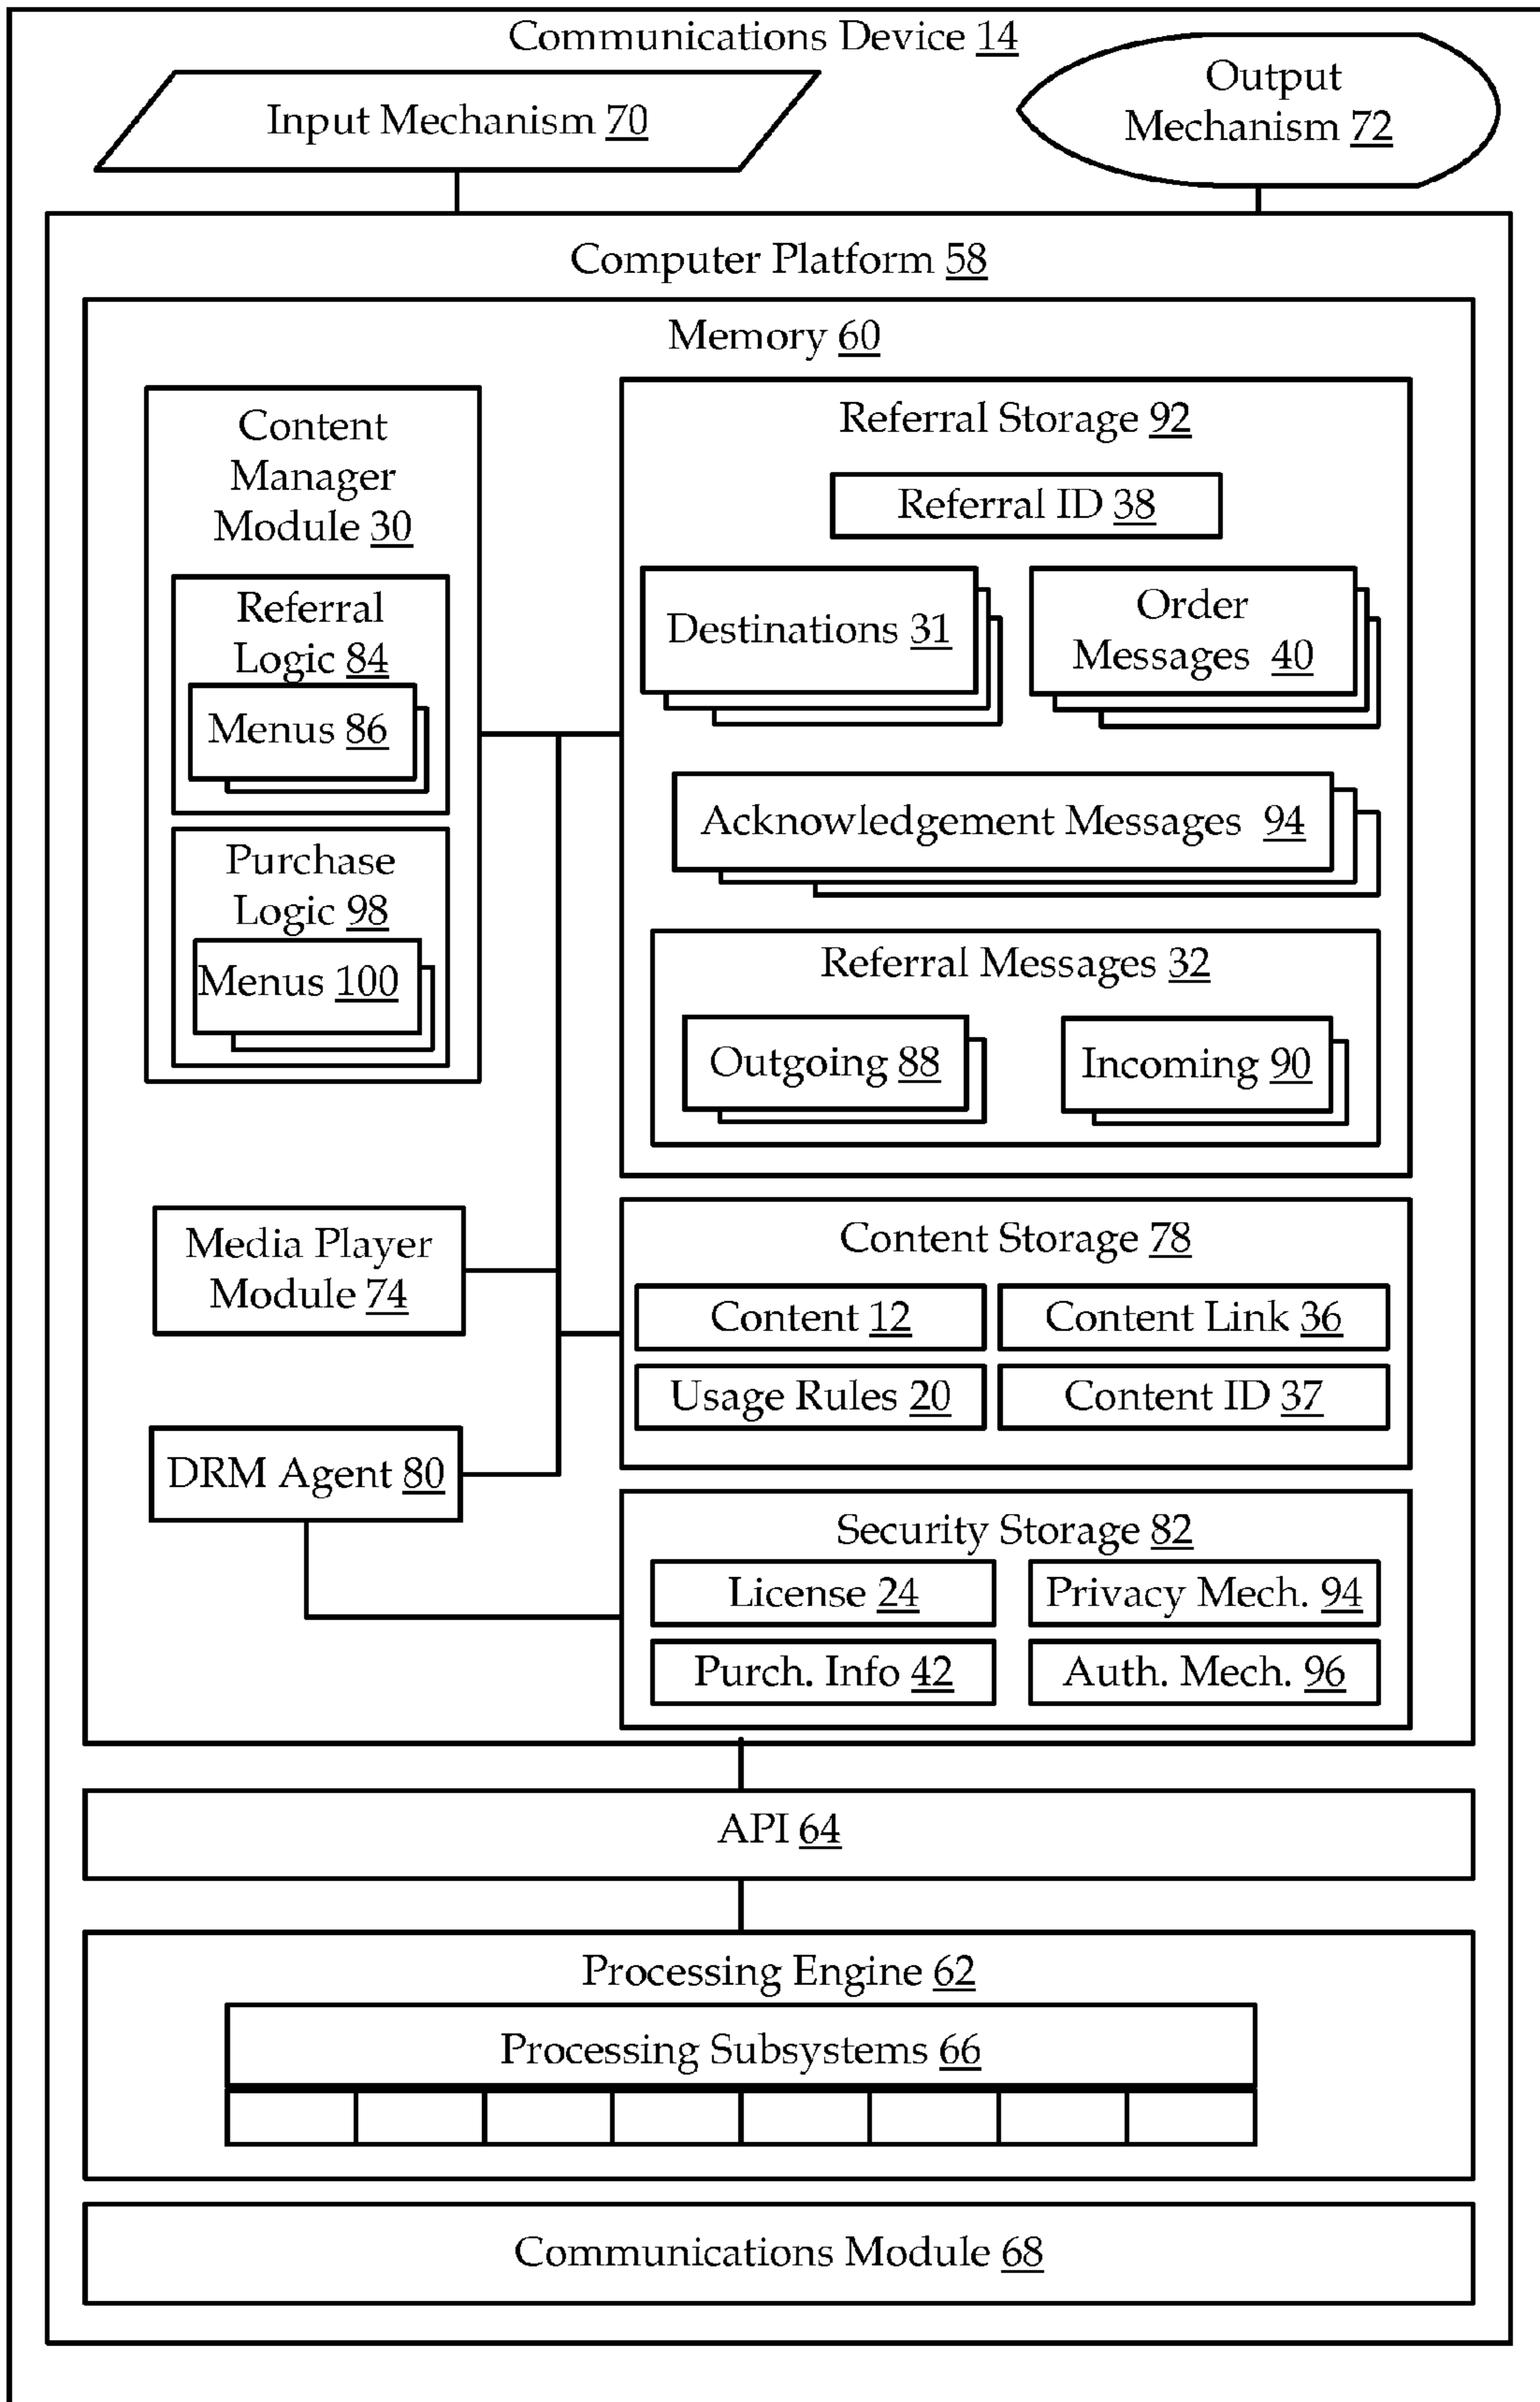 Communications Device 14
Input Mechanism 70
Output
Mechanism 72
Computer Platform 58
Memory 60
Content
Manager
Module 30
Referral
Logic 84
Menus 86
Purchase
Logic 98
Menus 100
Referral Storage 92
Referral ID 38
Destinations 31
Order
Messages 40
Acknowledgement Messages 94
Referral Messages 32
Outgoing 88
Incoming 90
Media Player
Module 74
Content Storage 78
Content 12
Content Link 36
Usage Rules 20
Content ID 37
DRM Agent 80
Security Storage 82
License 24
Privacy Mech. 94
Purch. Info 42
Auth. Mech. 96
API 64
Processing Engine 62
Processing Subsystems 66
Communications Module 68